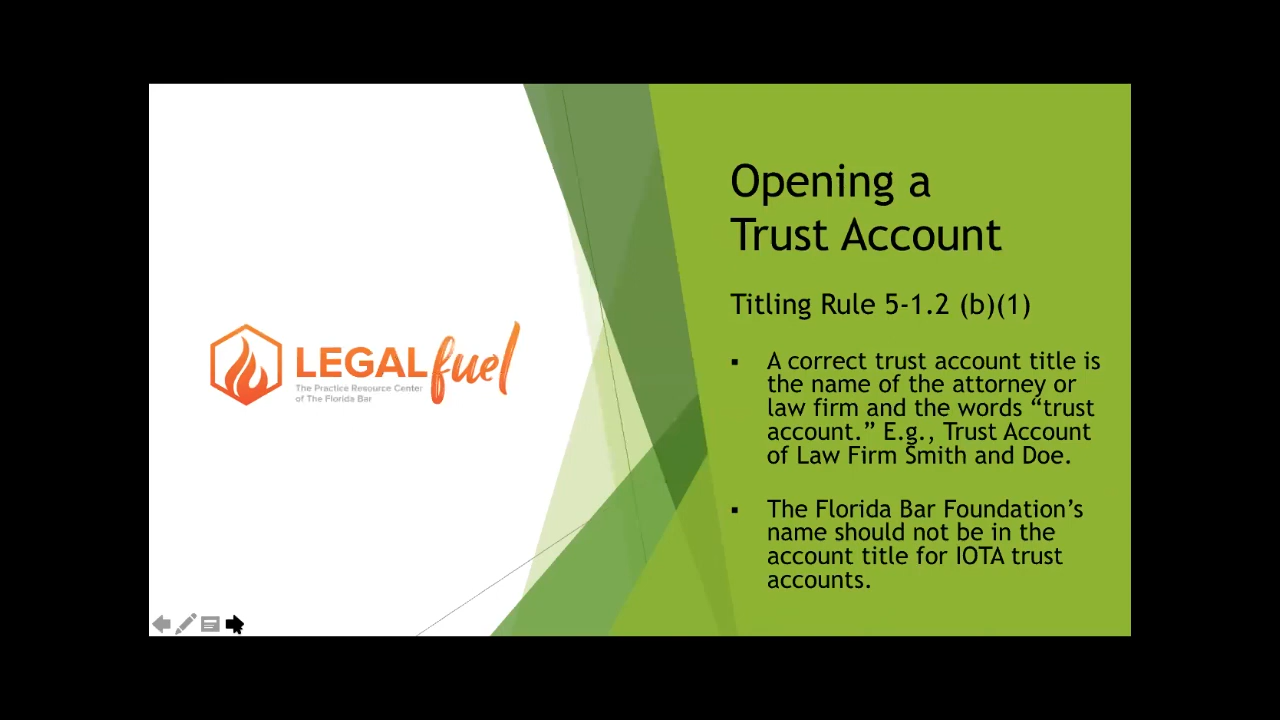 Opening a
Trust Account
Titling Rule 5-1.2 (b)(1)
▪ A correct trust account title is
the name of the attorney or
law firm and the words “trust
account.” E.g., Trust Account
of Law Firm Smith and Doe.
▪ The Florida Bar Foundation’s
name should not be in the
account title for IOTA trust
accounts.
LEGALfuel
The Practice Resource Center
of The Florida Bar